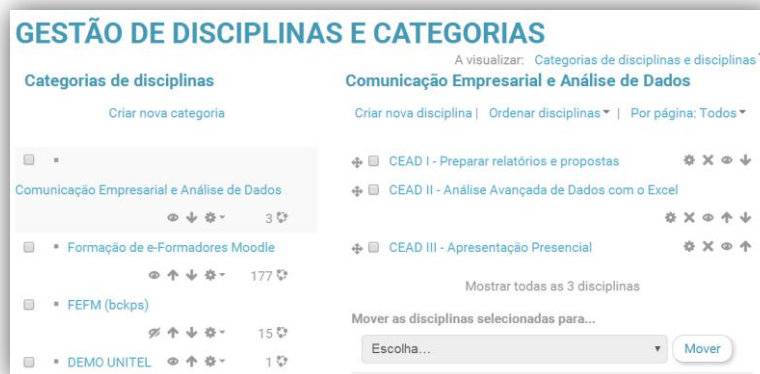 GESTÃO DE DISCIPLINAS E CATEGORIAS
A visualizar: Categorias de disciplinas e disciplinas
Categorias de disciplinas
Criar nova categoria
Comunicação Empresarial e Análise de Dados
3
Formação de e-Formadores Moodle
177
FEFM (bckps)
15
DEMO UNITEL 1
Comunicação Empresarial e Análise de Dados
Criar nova disciplina | Ordenar disciplinas | Por página: Todos
CEAD I - Preparar relatórios e propostas
CEAD II - Análise Avançada de Dados com o Excel
CEAD III - Apresentação Presencial
Mostrar todas as 3 disciplinas
Mover as disciplinas selecionadas para...
Escolha... Mover